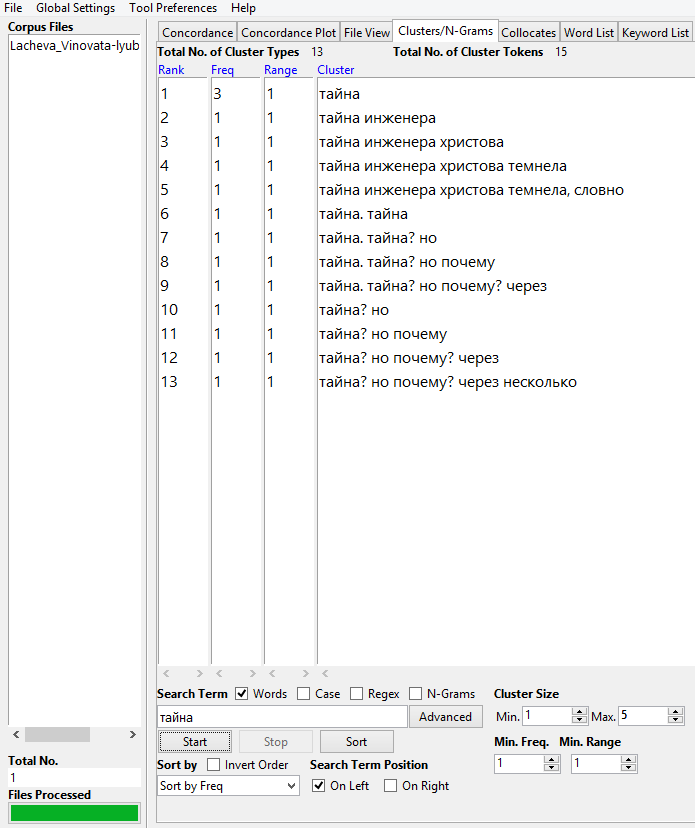 File Global Settings Tool Preferences Help
Corpus Files
Lacheva_Vinovata-lyub
Total No.
1
Files Processed
Concordance Concordance Plot File View Clusters/N-Grams Collocates Word List Keyword List
Total No. of Cluster Types 13 Total No. of Cluster Tokens 15
Rank Freq Range Cluster
1 3 1 тайна
2 1 1 тайна инженера
3 1 1 тайна инженера христова
4 1 1 тайна инженера христова темнела
5 1 1 тайна инженера христова темнела, словно
6 1 1 тайна. тайна
7 1 1 тайна. тайна? но
8 1 1 тайна. тайна? но почему
9 1 1 тайна. тайна? но почему? через
10 1 1 тайна? но
11 1 1 тайна? но почему
12 1 1 тайна? но почему? через
13 1 1 тайна? но почему? через несколько
Search Term Words Case Regex N-Grams Cluster Size
тайна Advanced Min. 1 Max. 5
Start Stop Sort Min. Freq. Min. Range
Sort by Invert Order Search Term Position 1 1
Sort by Freq On Left On Right